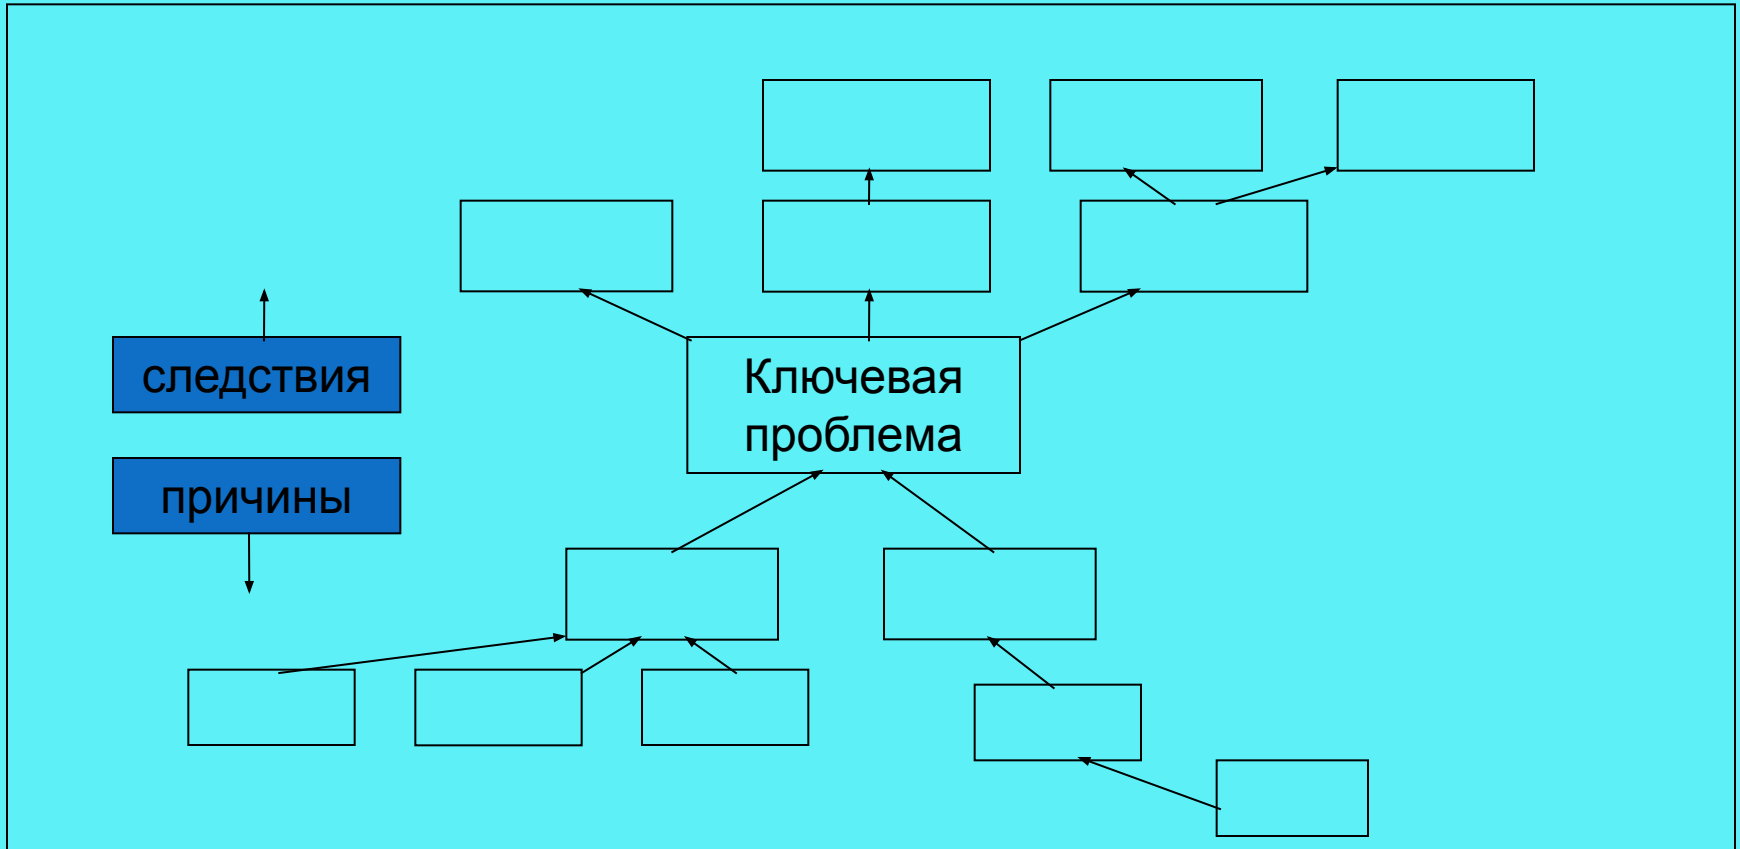 следствия
Ключевая
проблема
причины